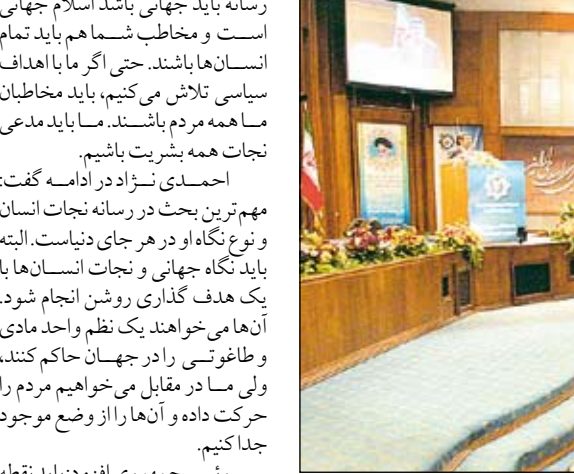 رسانه باید جهانی باشد اسلام جهانی
است و مخاطب شما هم باید تمام
انسان‌ها باشند. حتی اگر ما با اهداف
سیاسی تلاش می‌کنیم، باید مخاطبان
ما همه مردم باشند. ما باید مدعی
نجات همه بشریت باشیم.
احمدی نژاد در ادامه گفت:
مهم‌ترین بحث در رسانه نجات انسان
و نوع نگاه او در هر جای دنیاست. البته
باید نگاه جهانی و نجات انسان‌ها با
یک هدف گذاری روشن انجام شود.
آن‌ها می‌خواهند یک نظم واحد مادی
و طاغوتی را در جهان حاکم کنند،
ولی ما در مقابل می‌خواهیم مردم را
حرکت داده و آن‌ها را از وضع موجود
جدا کنیم.